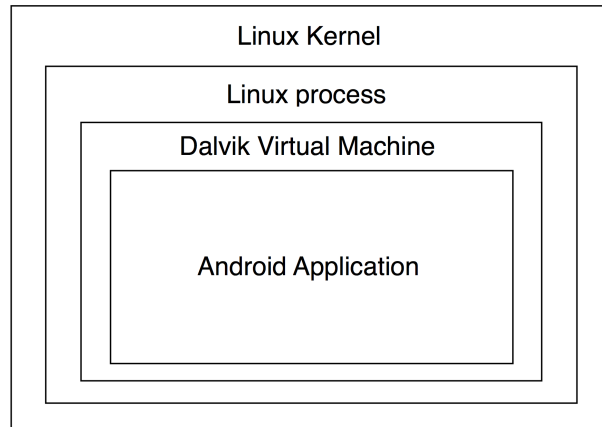 Linux Kernel
Linux process
Dalvik Virtual Machine
Android Application